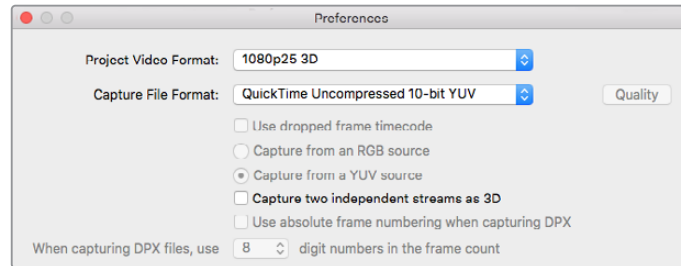 Preferences
Project Video Format: 1080p25 3D
Capture File Format: QuickTime Uncompressed 10-bit YUV Quality
Use dropped frame timecode
Capture from an RGB source
Capture from a YUV source
Capture two independent streams as 3D
Use absolute frame numbering when capturing DPX
When capturing DPX files, use 8 digit numbers in the frame count